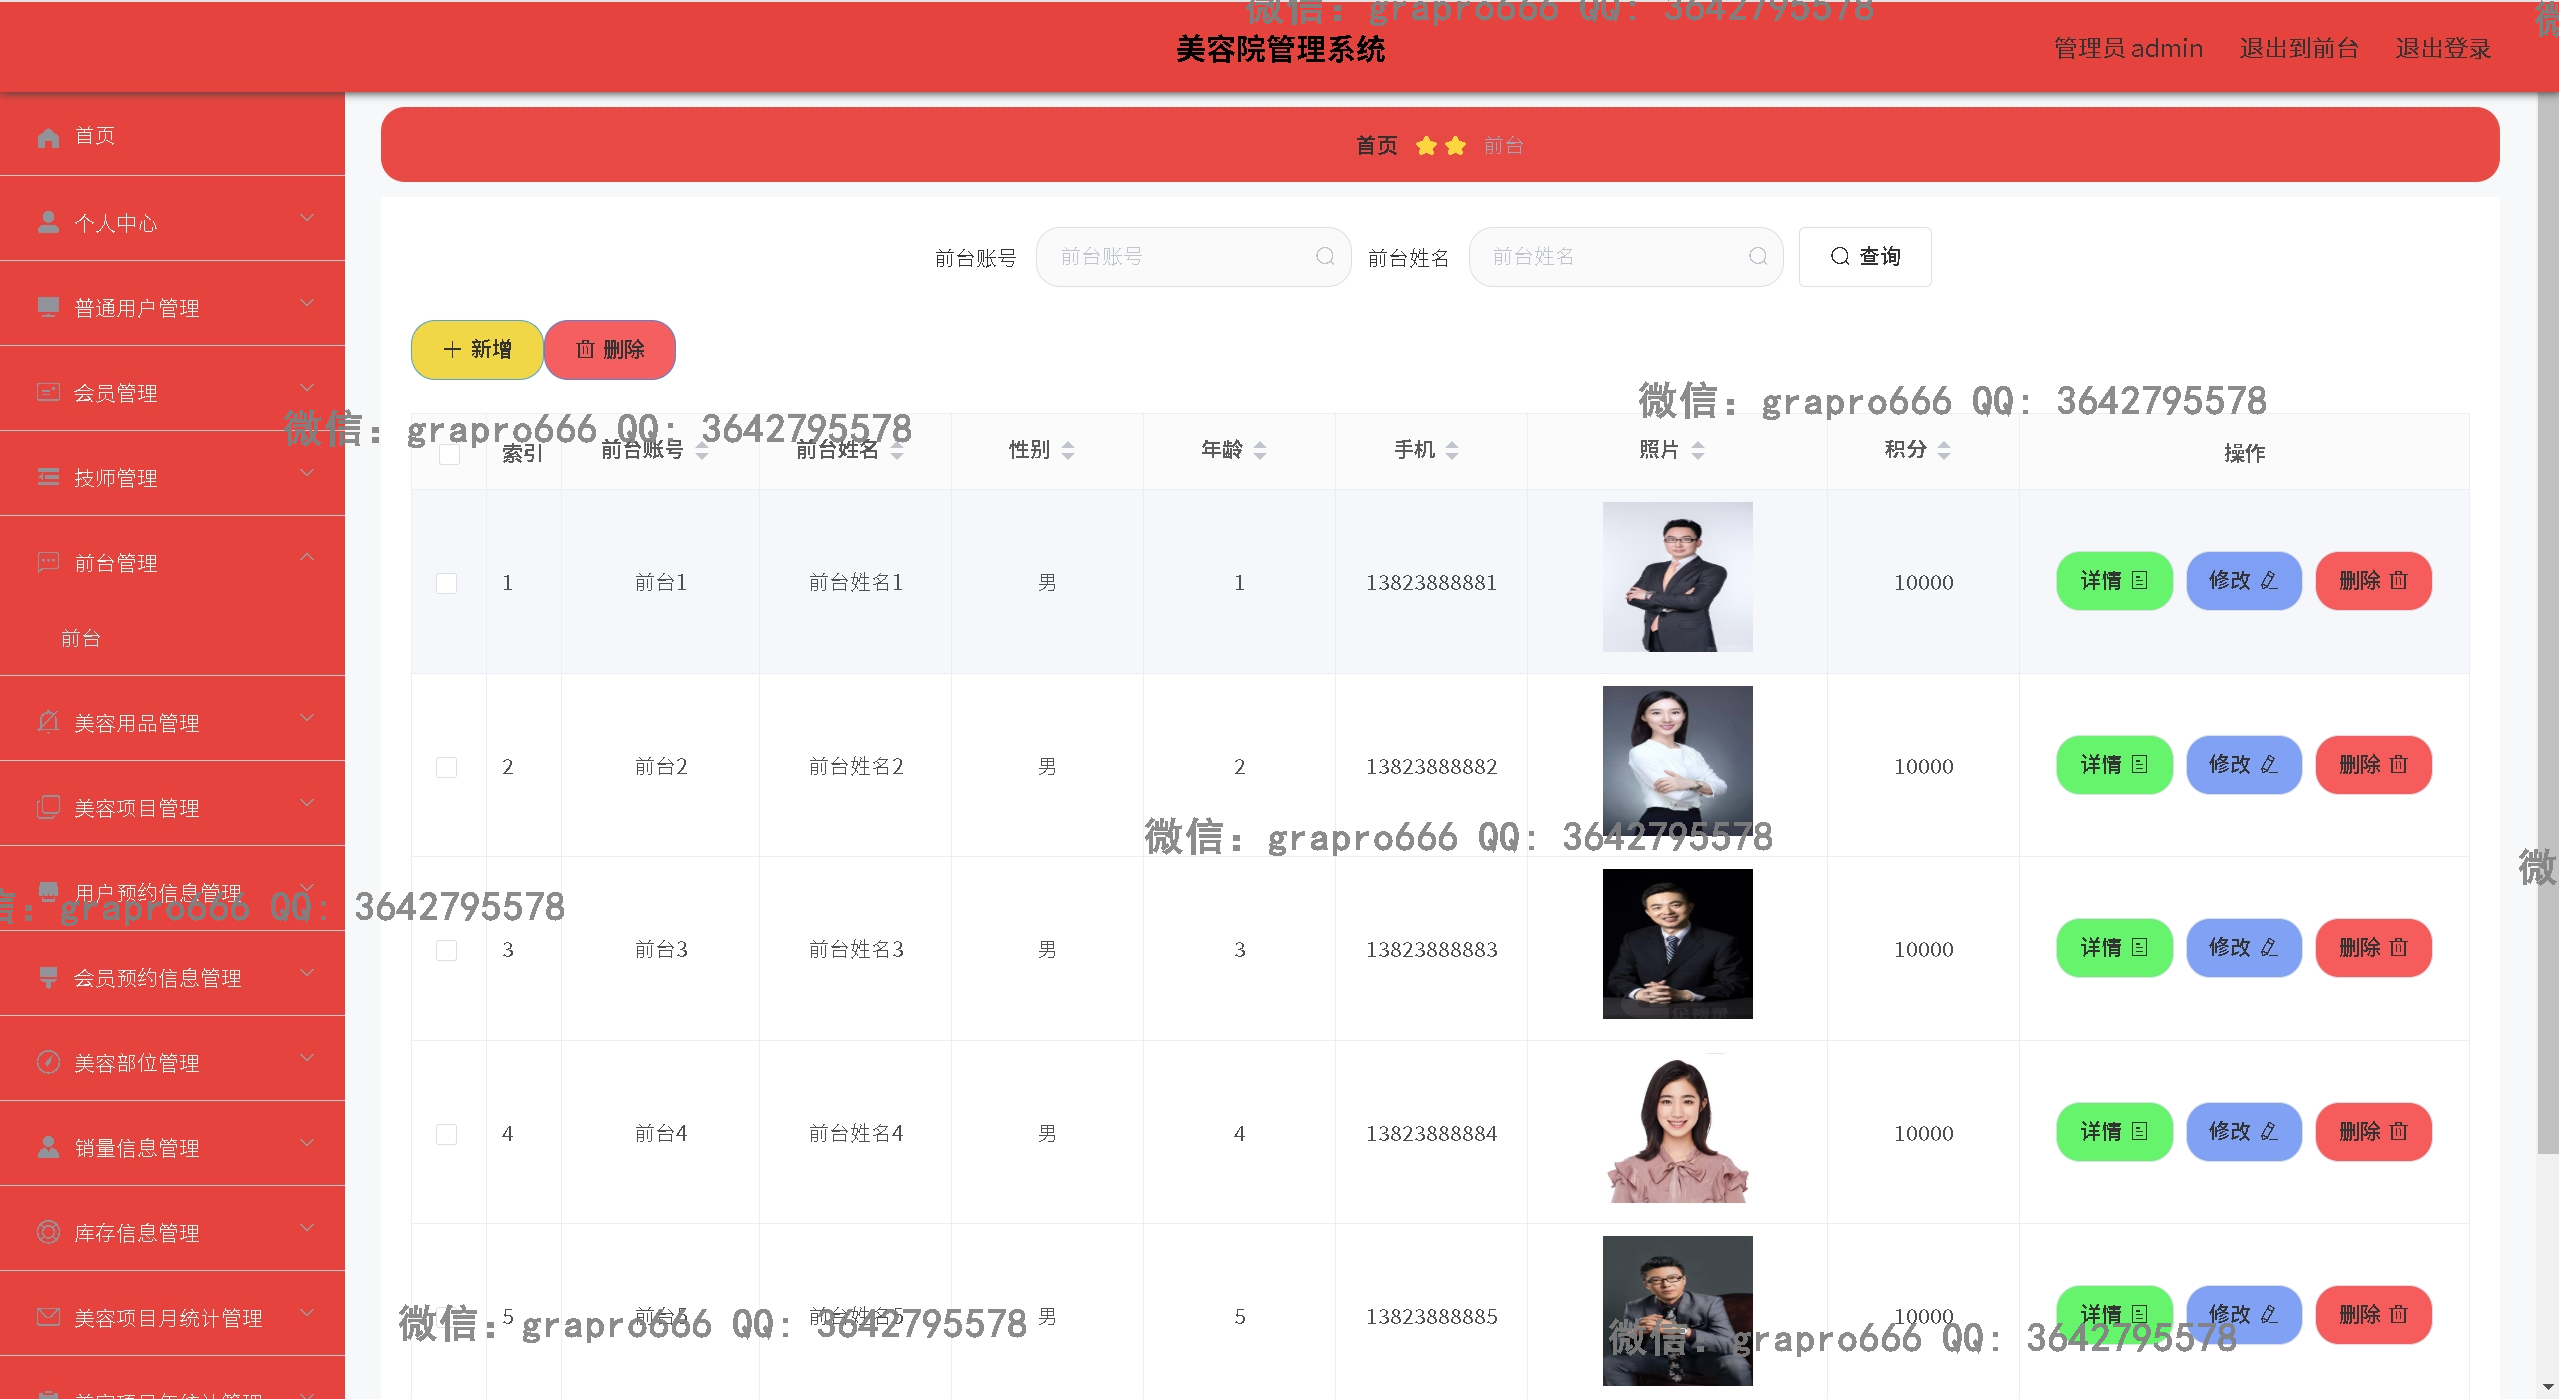 微信：grapro666 QQ: 3642795578
美容院管理系统
管理员 admin 退出到前台 退出登录
首页
个人中心
普通用户管理
会员管理
技师管理
前台管理
前台
美容用品管理
美容项目管理
用户预约信息管理
会员预约信息管理
美容部位管理
销量信息管理
库存信息管理
美容项目月统计管理
美容项目年统计管理
首页 前台
前台账号 前台账号 前台姓名 前台姓名 查询
新增 删除
微信：grapro666 QQ: 3642795578
微信：grapro666 QQ: 3642795578
索引 前台账号 前台姓名 性别 年龄 手机 照片 积分 操作
1 前台1 前台姓名1 男 1 13823888881 10000 详情 修改 删除
2 前台2 前台姓名2 男 2 13823888882 10000 详情 修改 删除
微信：grapro666 QQ: 3642795578
微
信：grapro666 QQ: 3642795578
3 前台3 前台姓名3 男 3 13823888883 10000 详情 修改 删除
4 前台4 前台姓名4 男 4 13823888884 10000 详情 修改 删除
5 前台5 前台姓名5 男 5 13823888885 10000 详情 修改 删除
微信：grapro666 QQ: 3642795578
微信：grapro666 QQ: 3642795578